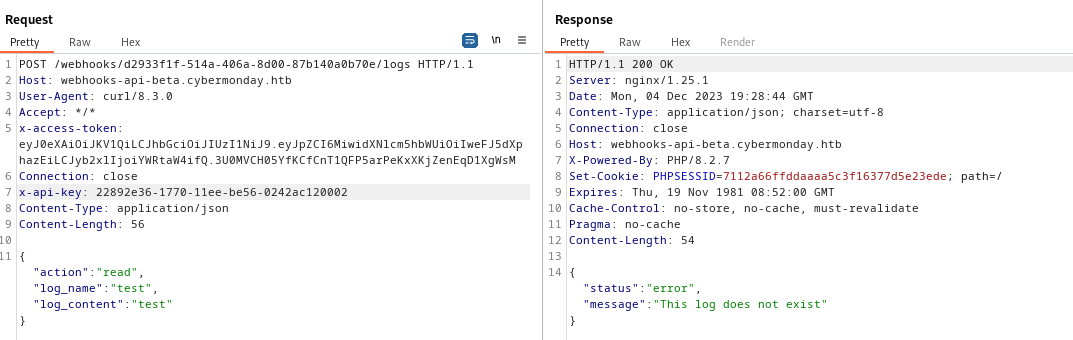 Request
Pretty Raw Hex
\n
1 POST /webhooks/d2933f1f-514a-406a-8d00-87b140a0b70e/logs HTTP/1.1
2 Host: webhooks-api-beta.cybermonday.htb
3 User-Agent: curl/8.3.0
4 Accept: */*
5 x-access-token:
eyJ0eXAiOiJKV1QiLCJhbGciOiJIUzI1NiJ9.eyJpZCI6MiwidXNlcm5hbWUiOiIweFJ5dXp
hazEiLCJyb2xlIjoiYWRtaW4ifQ.3U0MVCH05YfKCfCnT1QFP5arPeKxXKjZenEqD1XgWsM
6 Connection: close
7 x-api-key: 22892e36-1770-11ee-be56-0242ac120002
8 Content-Type: application/json
9 Content-Length: 56
10
11 {
"action":"read",
"log_name":"test",
"log_content":"test"
}
Response
Pretty Raw Hex Render
1 HTTP/1.1 200 OK
2 Server: nginx/1.25.1
3 Date: Mon, 04 Dec 2023 19:28:44 GMT
4 Content-Type: application/json; charset=utf-8
5 Connection: close
6 Host: webhooks-api-beta.cybermonday.htb
7 X-Powered-By: PHP/8.2.7
8 Set-Cookie: PHPSESSID=7112a66ffddaaaa5c3f16377d5e23ede; path=/
9 Expires: Thu, 19 Nov 1981 08:52:00 GMT
10 Cache-Control: no-store, no-cache, must-revalidate
11 Pragma: no-cache
12 Content-Length: 54
13
14 {
"status":"error",
"message":"This log does not exist"
}